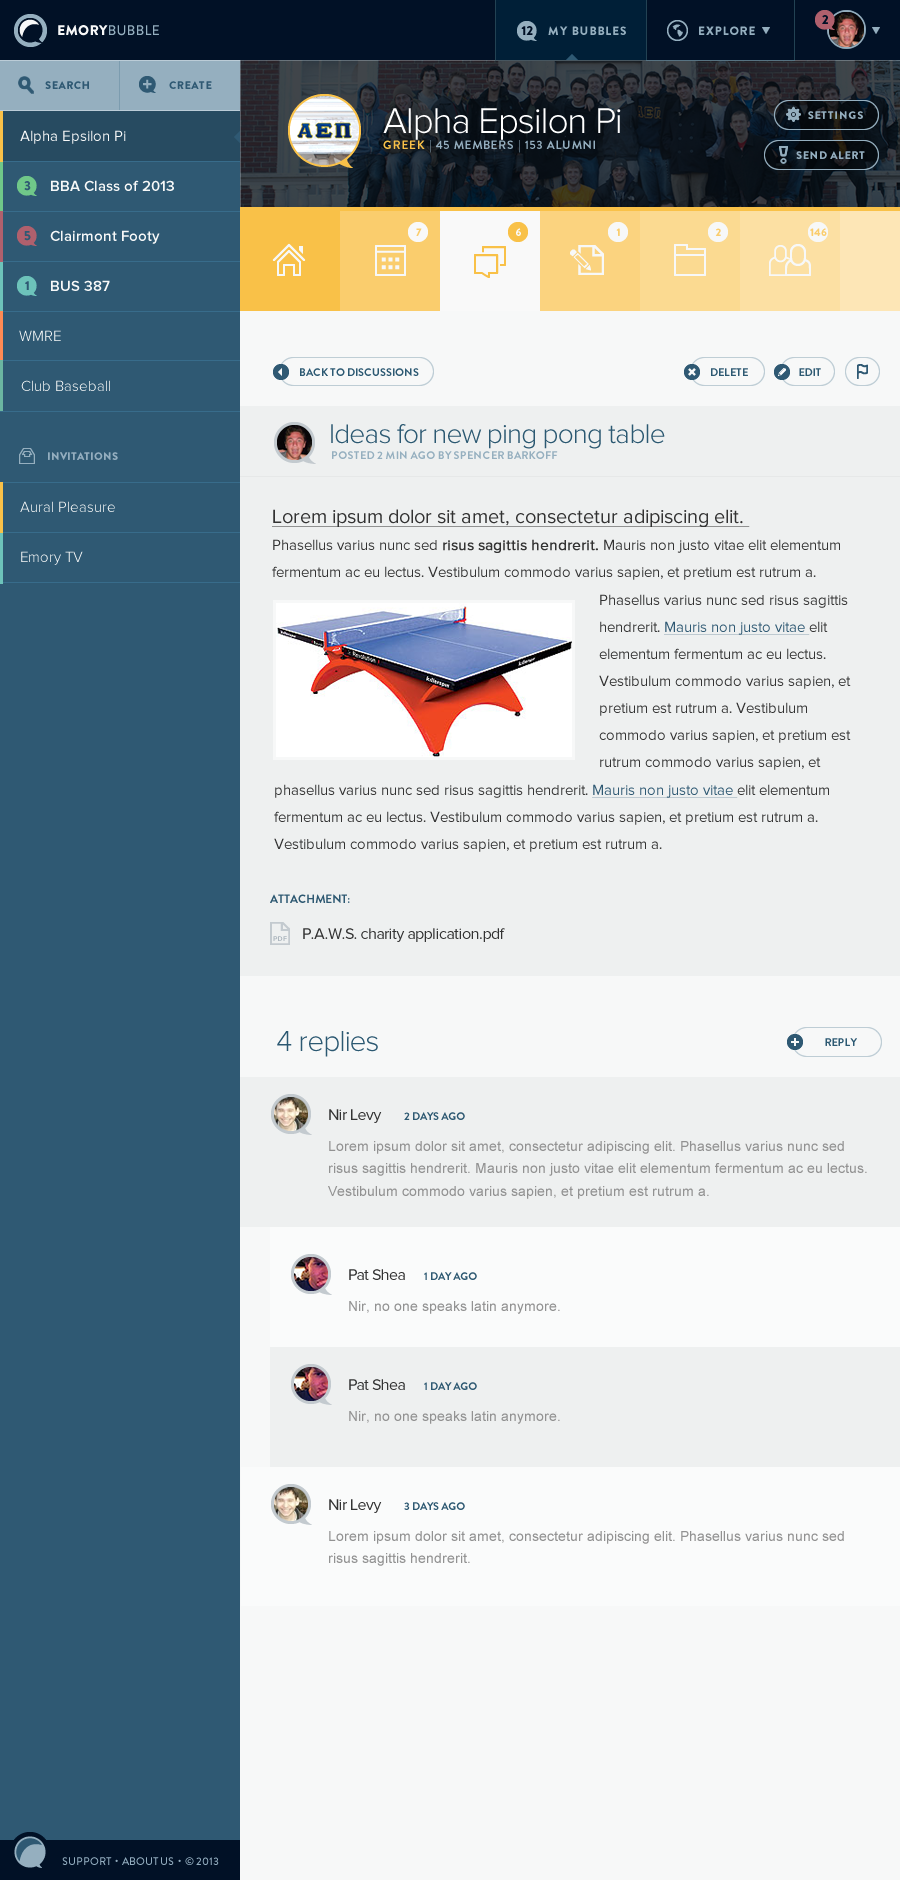 EMORYBUBBLE
12 MY BUBBLES
EXPLORE
2
SEARCH
CREATE
Alpha Epsilon Pi
3 BBA Class of 2013
5 Clairmont Footy
1 BUS 387
WMRE
Club Baseball
INVITATIONS
Aural Pleasure
Emory TV
ΑΕΠ
Alpha Epsilon Pi
GREEK | 45 MEMBERS | 153 ALUMNI
SETTINGS
SEND ALERT
7
6
1
2
146
BACK TO DISCUSSIONS
DELETE
EDIT
Ideas for new ping pong table
POSTED 2 MIN AGO BY SPENCER BARKOFF
Lorem ipsum dolor sit amet, consectetur adipiscing elit.
Phasellus varius nunc sed risus sagittis hendrerit. Mauris non justo vitae elit elementum
fermentum ac eu lectus. Vestibulum commodo varius sapien, et pretium est rutrum a.
Phasellus varius nunc sed risus sagittis
hendrerit. Mauris non justo vitae elit
elementum fermentum ac eu lectus.
Vestibulum commodo varius sapien, et
pretium est rutrum a. Vestibulum
commodo varius sapien, et pretium est
rutrum commodo varius sapien, et
killerspin
Revolution
killerspin
killerspin
phasellus varius nunc sed risus sagittis hendrerit. Mauris non justo vitae elit elementum
fermentum ac eu lectus. Vestibulum commodo varius sapien, et pretium est rutrum a.
Vestibulum commodo varius sapien, et pretium est rutrum a.
ATTACHMENT:
PDF
P.A.W.S. charity application.pdf
4 replies
REPLY
Nir Levy 2 DAYS AGO
Lorem ipsum dolor sit amet, consectetur adipiscing elit. Phasellus varius nunc sed
risus sagittis hendrerit. Mauris non justo vitae elit elementum fermentum ac eu lectus.
Vestibulum commodo varius sapien, et pretium est rutrum a.
Pat Shea 1 DAY AGO
Nir, no one speaks latin anymore.
Pat Shea 1 DAY AGO
Nir, no one speaks latin anymore.
Nir Levy 3 DAYS AGO
Lorem ipsum dolor sit amet, consectetur adipiscing elit. Phasellus varius nunc sed
risus sagittis hendrerit.
SUPPORT • ABOUT US • © 2013